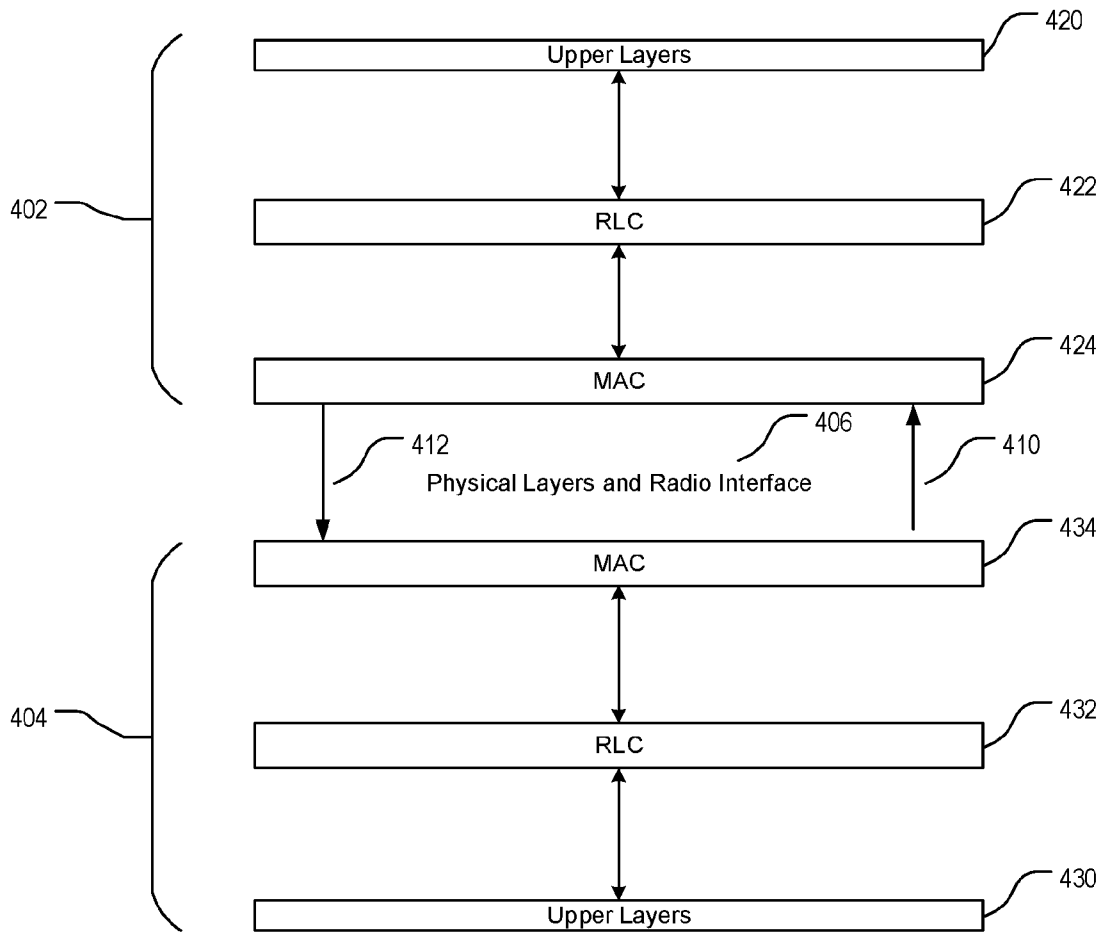 Upper Layers
420
402
RLC
422
MAC
424
412
Physical Layers and Radio Interface
406
410
404
MAC
434
RLC
432
Upper Layers
430